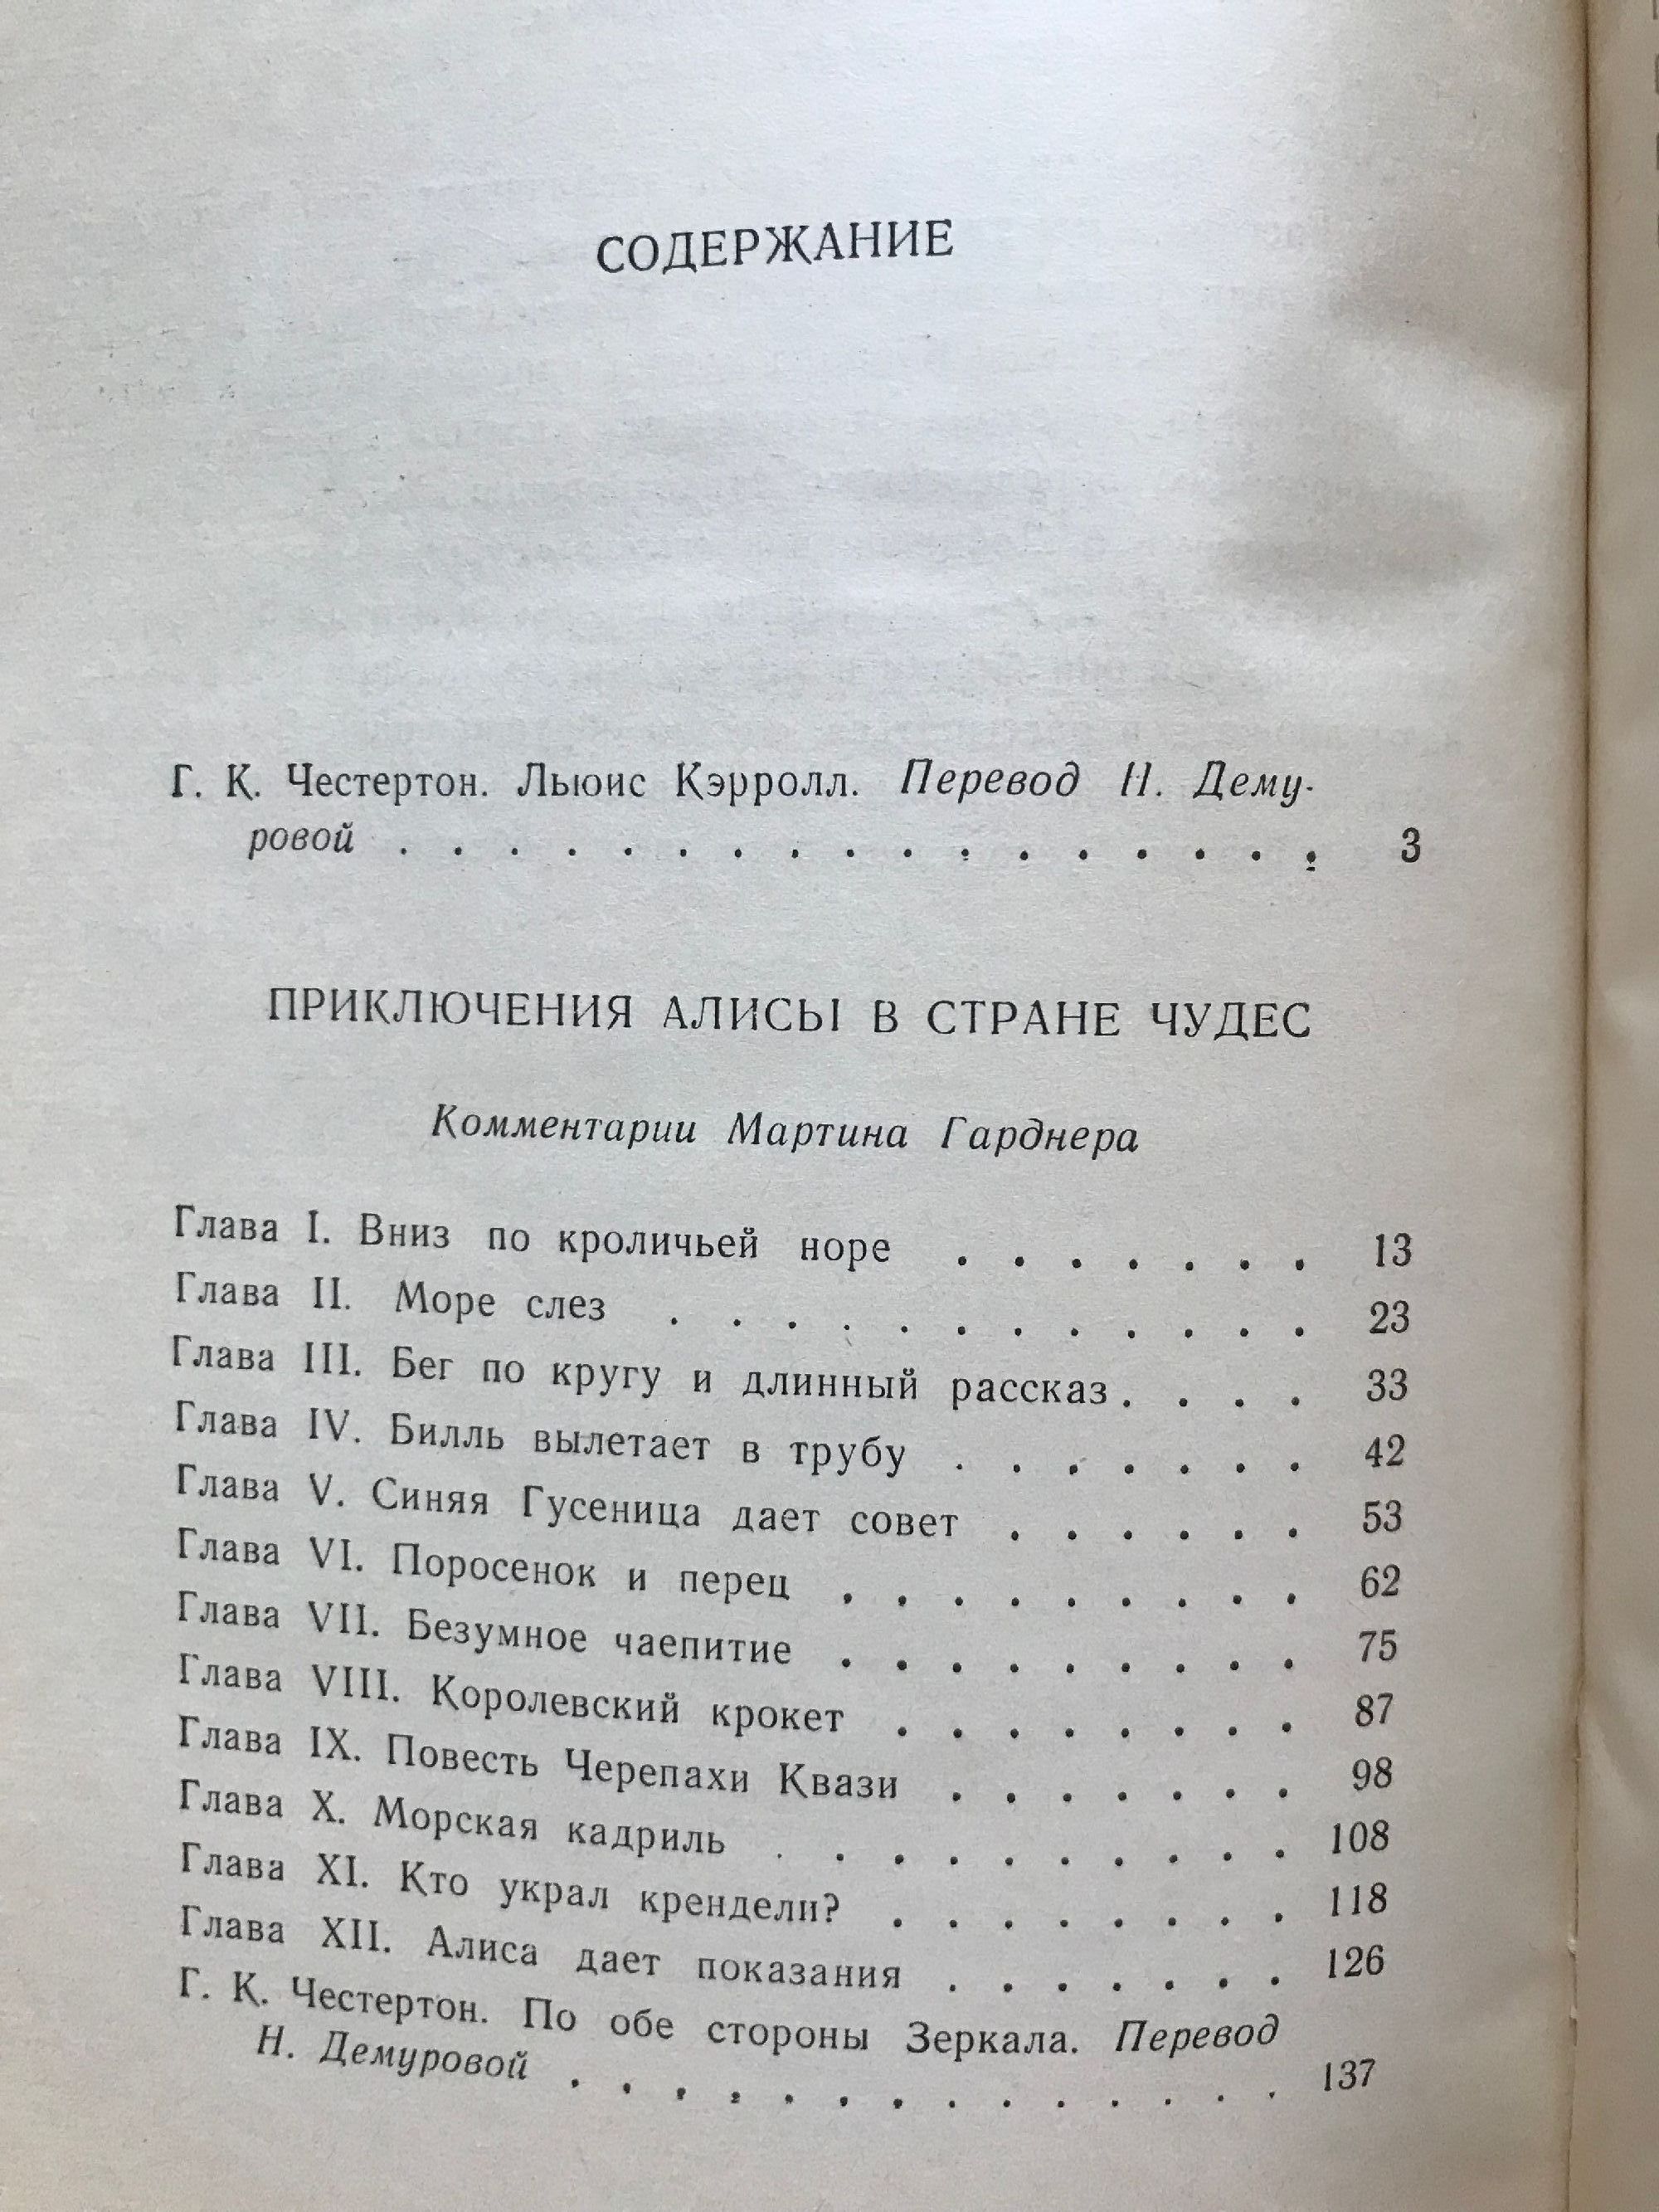 СОДЕРЖАНИЕ
Г. К. Честертон. Льюис Кэрролл. Перевод Н. Дему-
ровой . . . . . . . . . . . . . . . . . 3
ПРИКЛЮЧЕНИЯ АЛИСЫ В СТРАНЕ ЧУДЕС
Комментарии Мартина Гарднера
Глава I. Вниз по кроличьей норе . . . . . . . 13
Глава II. Море слез . . . . . . . . . . . . 23
Глава III. Бег по кругу и длинный рассказ . . . . 33
Глава IV. Билль вылетает в трубу . . . . . . . 42
Глава V. Синяя Гусеница дает совет . . . . . . 53
Глава VI. Поросенок и перец . . . . . . . . . 62
Глава VII. Безумное чаепитие . . . . . . . . . 75
Глава VIII. Королевский крокет . . . . . . . . 87
Глава IX. Повесть Черепахи Квази . . . . . . . 98
Глава X. Морская кадриль . . . . . . . . . . 108
Глава XI. Кто украл крендели? . . . . . . . . 118
Глава XII. Алиса дает показания . . . . . . . 126
Г. К. Честертон. По обе стороны Зеркала. Перевод
Н. Демуровой . . . . . . . . . . . . . . 137